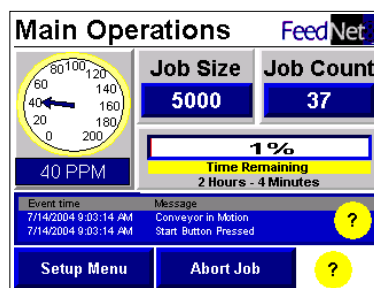 Main Operations FeedNet
Job Size Job Count
5000 37
0 20 40 60 80 100 120 140 160 180 200
40 PPM
1%
Time Remaining
2 Hours - 4 Minutes
Event time Message
7/14/2004 9:03:14 AM Conveyor in Motion
7/14/2004 9:03:14 AM Start Button Pressed
?
Setup Menu Abort Job ?